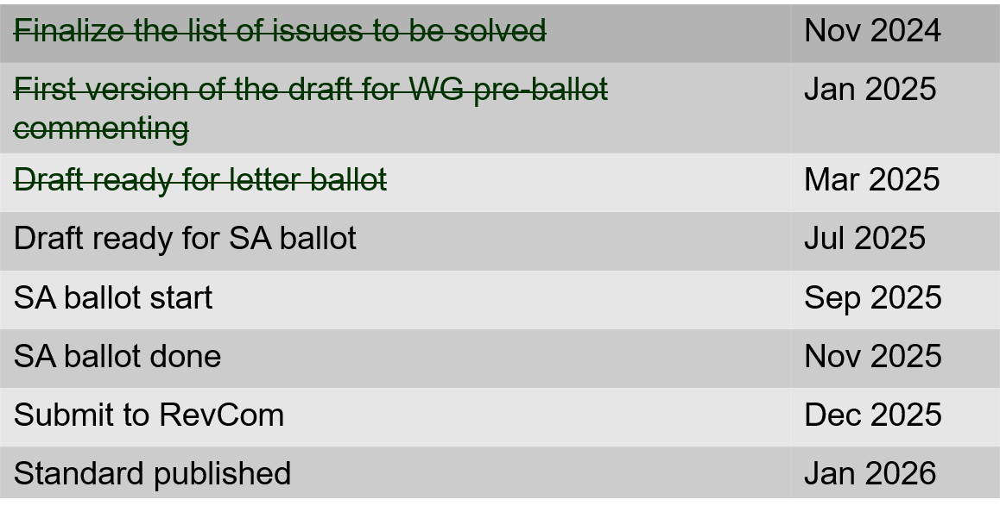 Finalize the list of issues to be solved Nov 2024
First version of the draft for WG pre-ballot Jan 2025
commenting
Draft ready for letter ballot Mar 2025
Draft ready for SA ballot Jul 2025
SA ballot start Sep 2025
SA ballot done Nov 2025
Submit to RevCom Dec 2025
Standard published Jan 2026